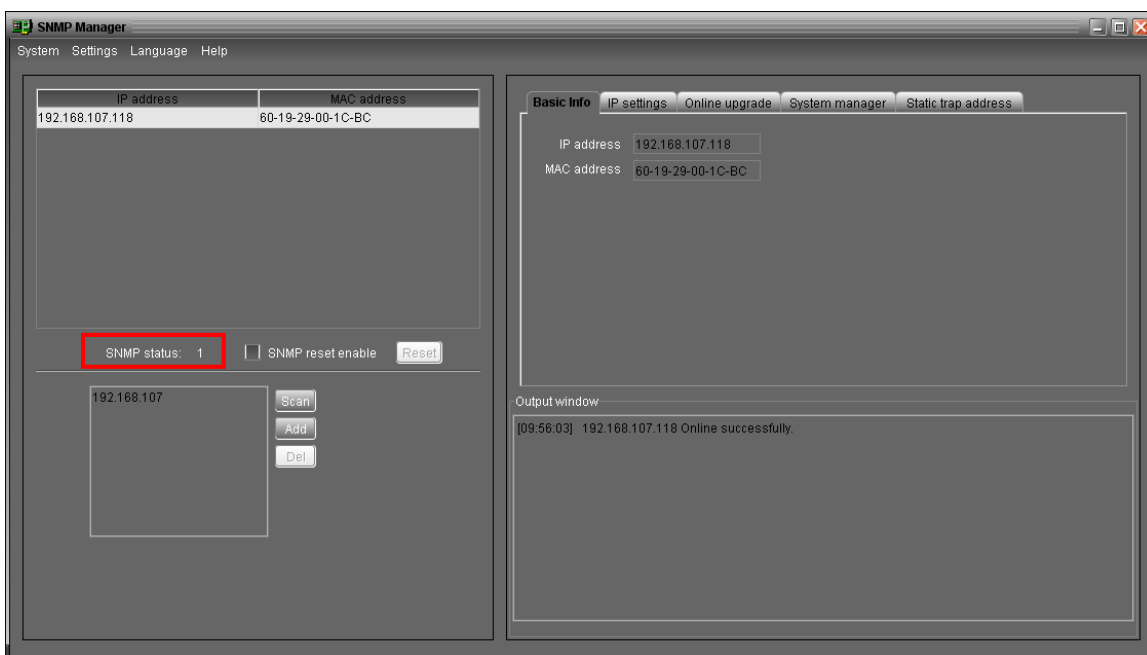 SNMP Manager
System Settings Language Help
IP address MAC address
192.168.107.118 60-19-29-00-1C-BC
SNMP status: 1 SNMP reset enable Reset
192.168.107
Scan
Add
Del
Basic Info IP settings Online upgrade System manager Static trap address
IP address 192.168.107.118
MAC address 60-19-29-00-1C-BC
Output window
[09:56:03] 192.168.107.118 Online successfully.